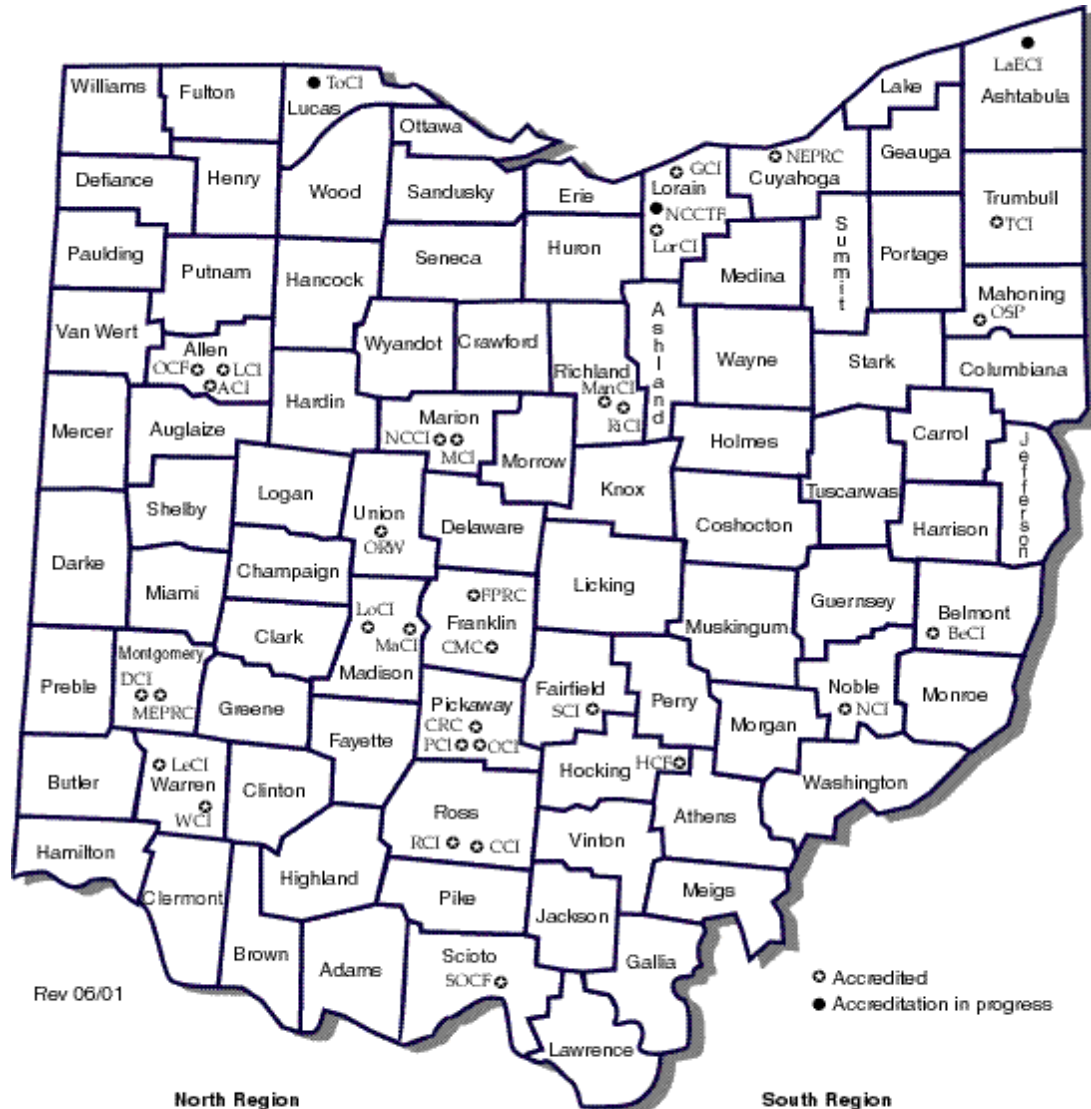 Williams
Fulton
ToCI
Lucas
Ottawa
Lake
LaECI
Ashtabula
Geauga
NEPRC
Cuyahoga
GCI
Lorain
NCCTF
LorCI
Defiance
Henry
Wood
Sandusky
Erie
Trumbull
TCI
Paulding
Putnam
Hancock
Seneca
Huron
Medina
Summit
Portage
Mahoning
OSP
Van Wert
Allen
OCF
LCI
ACI
Wyandot
Crawford
Richland
ManCI
RiCI
Ashland
Wayne
Stark
Columbiana
Mercer
Auglaize
Hardin
Marion
NCCI
MCI
Morrow
Holmes
Carrol
Jefferson
Shelby
Logan
Union
ORW
Delaware
Knox
Coshocton
Tuscarwas
Harrison
Darke
Miami
Champaign
Clark
LoCI
MaCI
Madison
FPRC
Franklin
CMC
Licking
Muskingum
Guernsey
Belmont
BeCI
Preble
Montgomery
DCI
MEPRC
Greene
Fayette
Pickaway
CRC
PCI
OCI
Fairfield
SCI
Perry
Morgan
Noble
NCI
Monroe
Butler
LeCI
Warren
WCI
Clinton
Ross
RCI
CCI
Hocking
HCF
Athens
Washington
Hamilton
Clermont
Highland
Pike
Vinton
Jackson
Meigs
Brown
Adams
Scioto
SOCF
Gallia
Lawrence
Rev 06/01
Accredited
Accreditation in progress
North Region
South Region